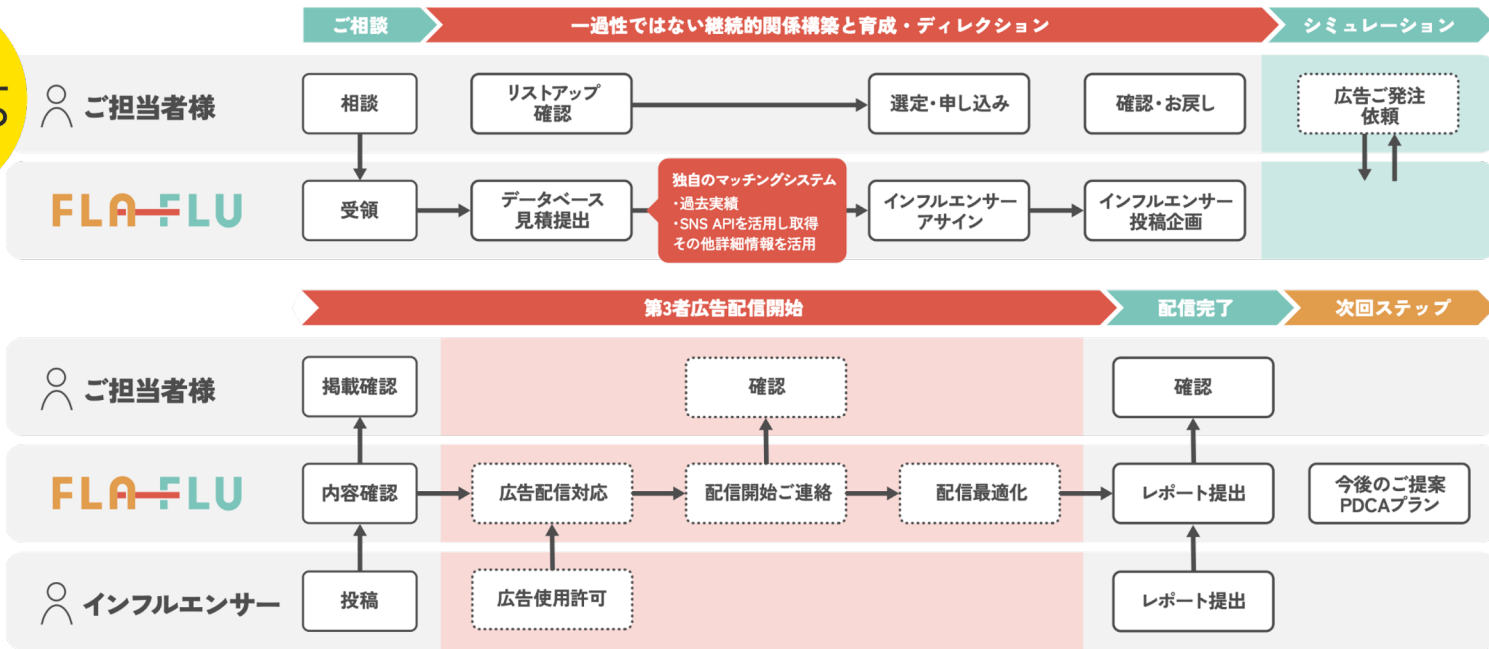 ご相談
一過性ではない継続的関係構築と育成・ディレクション
シミュレーション
ご担当者様
相談
リストアップ
確認
選定・申し込み
確認・お戻し
広告ご発注
依頼
FLA-FLU
受領
データベース
見積提出
独自のマッチングシステム
・過去実績
・SNS APIを活用し取得
その他詳細情報を活用
インフルエンサー
アサイン
インフルエンサー
投稿企画
第3者広告配信開始
配信完了
次回ステップ
ご担当者様
掲載確認
確認
確認
FLA-FLU
内容確認
広告配信対応
配信開始ご連絡
配信最適化
レポート提出
今後のご提案
PDCAプラン
インフルエンサー
投稿
広告使用許可
レポート提出